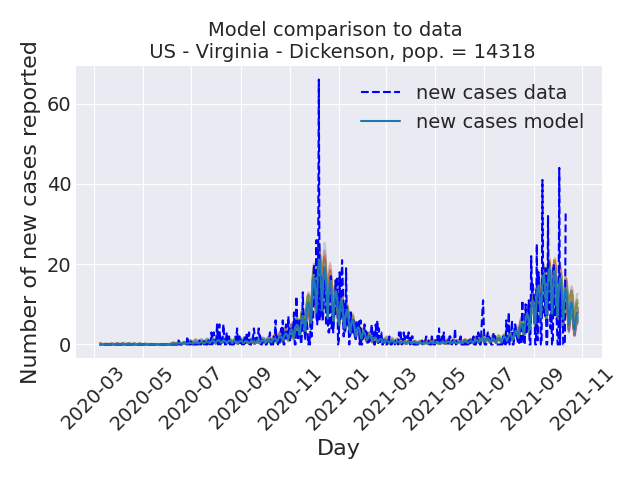 Model comparison to data
US - Virginia - Dickenson, pop. = 14318
Number of new cases reported
60
40
20
0
new cases data
new cases model
2020-03
2020-05
2020-07
2020-09
2020-11
2021-01
2021-03
2021-05
2021-07
2021-09
2021-11
Day